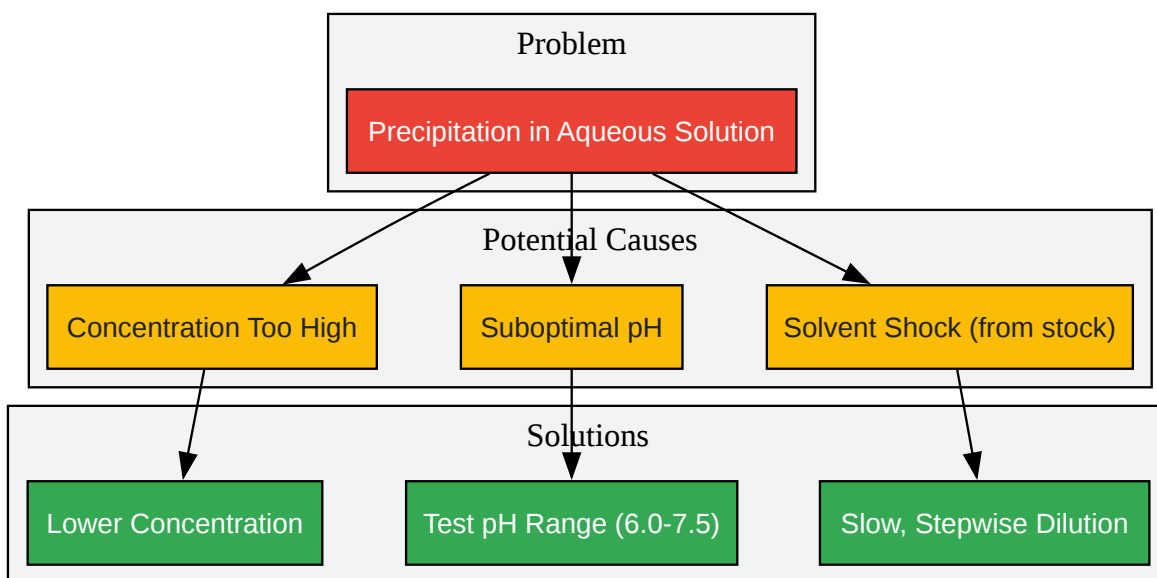 Problem
Precipitation in Aqueous Solution
Potential Causes
Concentration Too High
Suboptimal pH
Solvent Shock (from stock)
Solutions
Lower Concentration
Test pH Range (6.0-7.5)
Slow, Stepwise Dilution